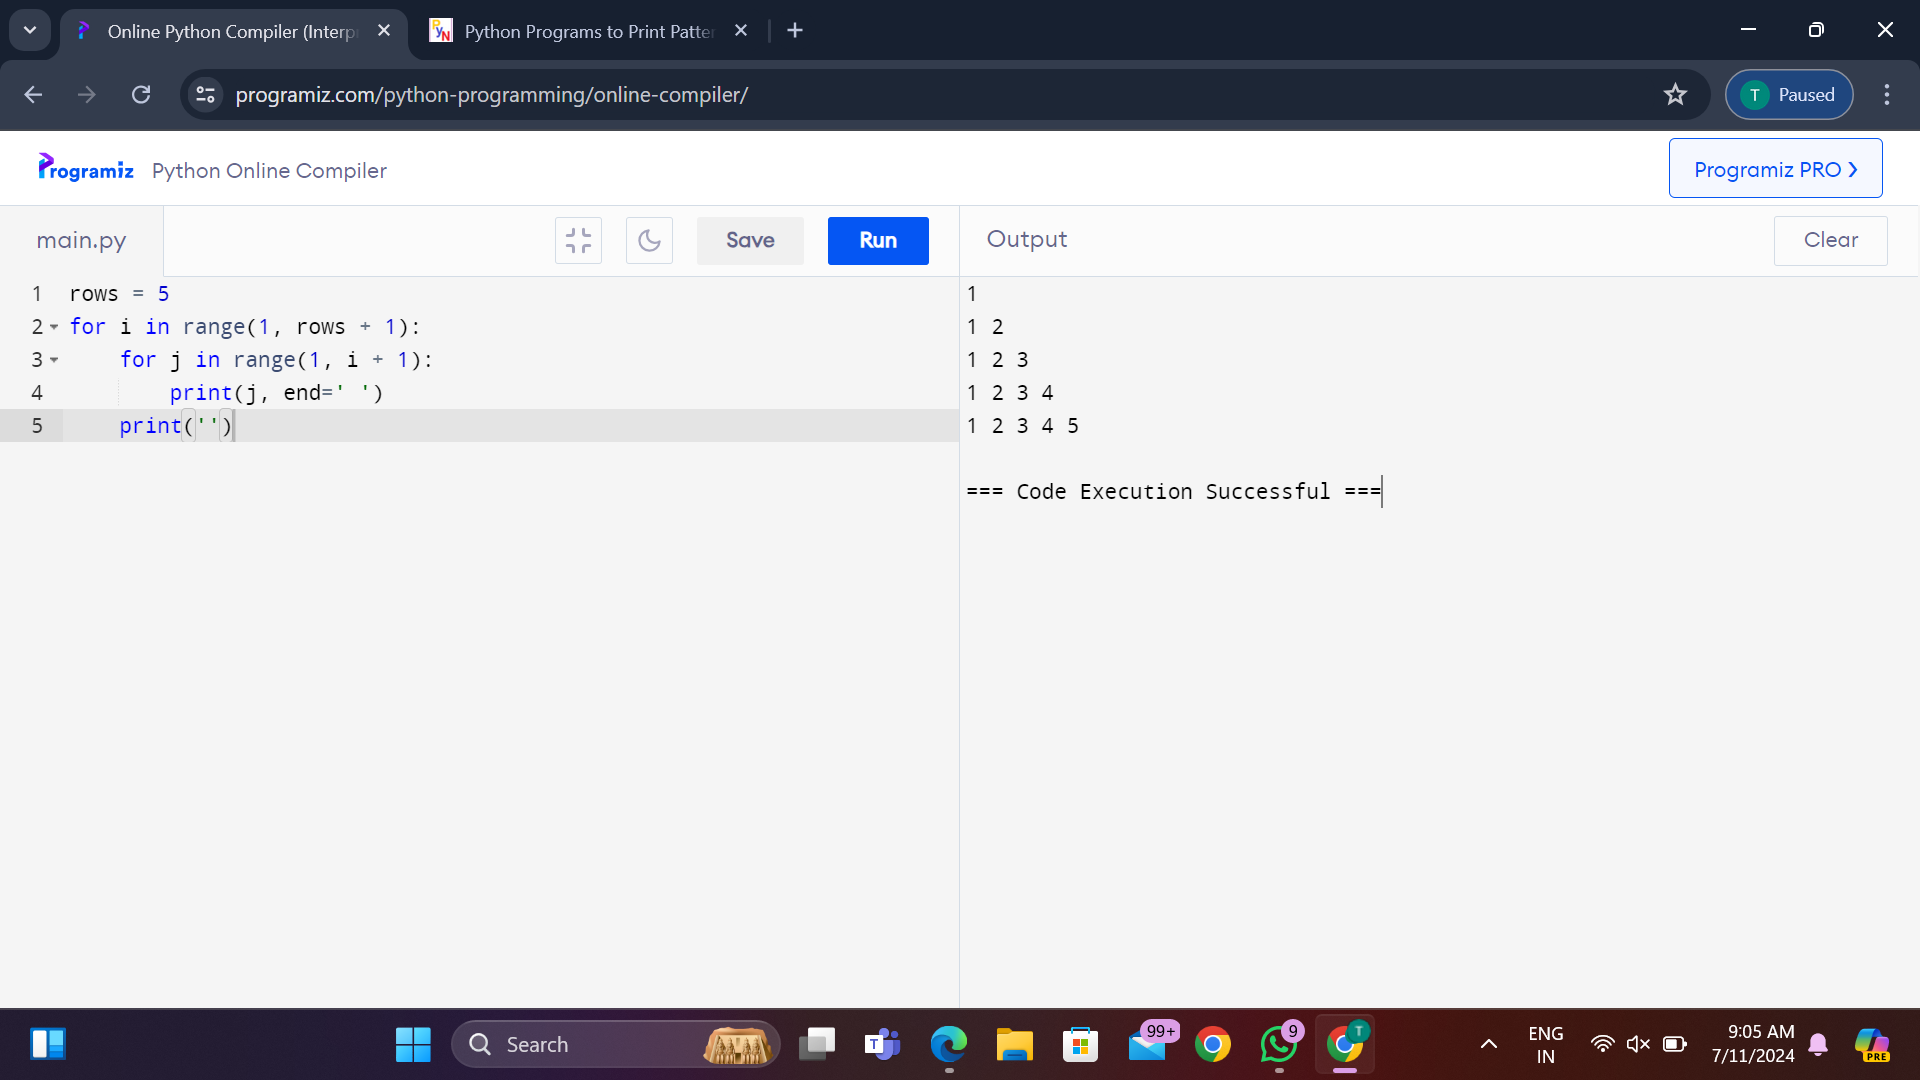 Online Python Compiler (Interp
Python Programs to Print Patter
programiz.com/python-programming/online-compiler/
T Paused
Programiz Python Online Compiler
Programiz PRO
main.py
Save
Run
Output
Clear
1 rows = 5
2 for i in range(1, rows + 1):
3     for j in range(1, i + 1):
4         print(j, end=' ')
5     print('')
1
1 2
1 2 3
1 2 3 4
1 2 3 4 5
=== Code Execution Successful ===
Search
T
99+
9
T
ENG
IN
9:05 AM
7/11/2024
PRE